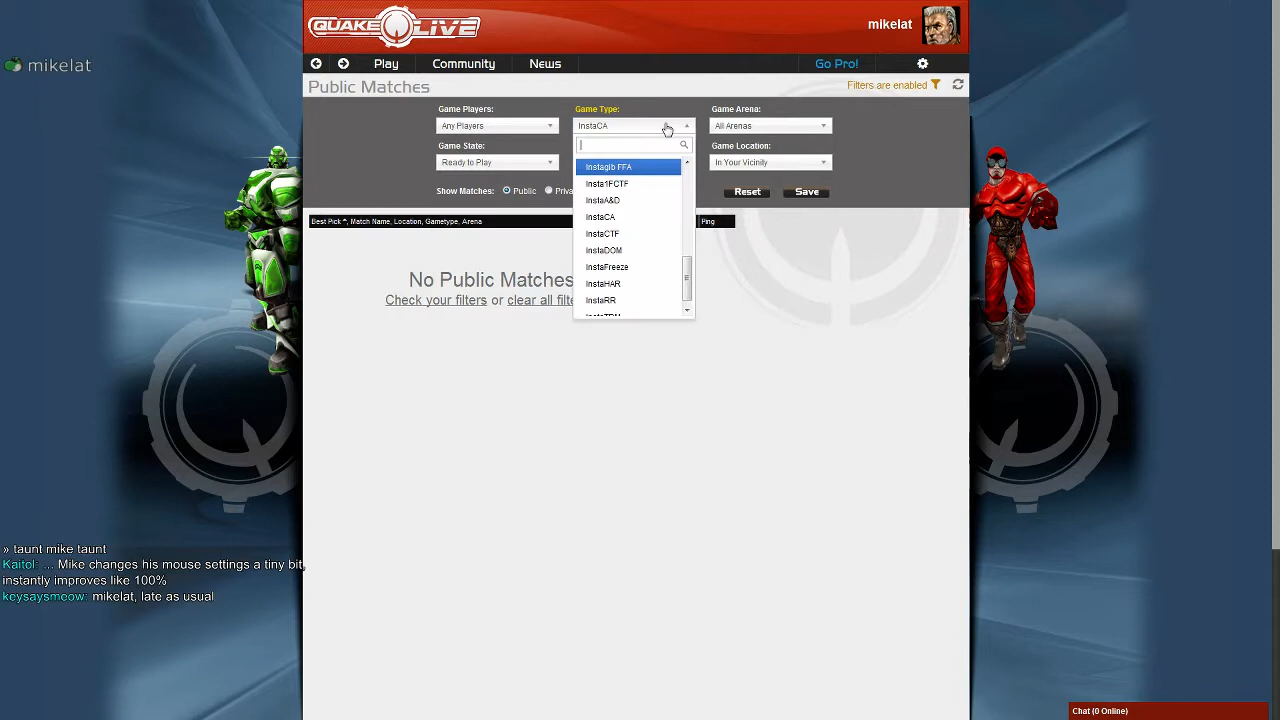 QUAKE LIVE
mikelat
mikelat
Play Community News Go Pro!
Public Matches
Filters are enabled
Game Players: Game Type: Game Arena:
Any Players InstaCA All Arenas
Game State: Game Location:
Ready to Play In Your Vicinity
Instagib FFA
Insta1FCTF
Show Matches: Public Priva Reset Save
InstaA&D
InstaCA
Best Pick ^, Match Name, Location, Gametype, Arena Ping
InstaCTF
InstaDOM
InstaFreeze
No Public Matches
InstaHAR
Check your filters or clear all filte
InstaRR
InstaTDM
» taunt mike taunt
Kaitol: ... Mike changes his mouse settings a tiny bit,
instantly improves like 100%
keysaysmeow: mikelat, late as usual
Chat (0 Online)